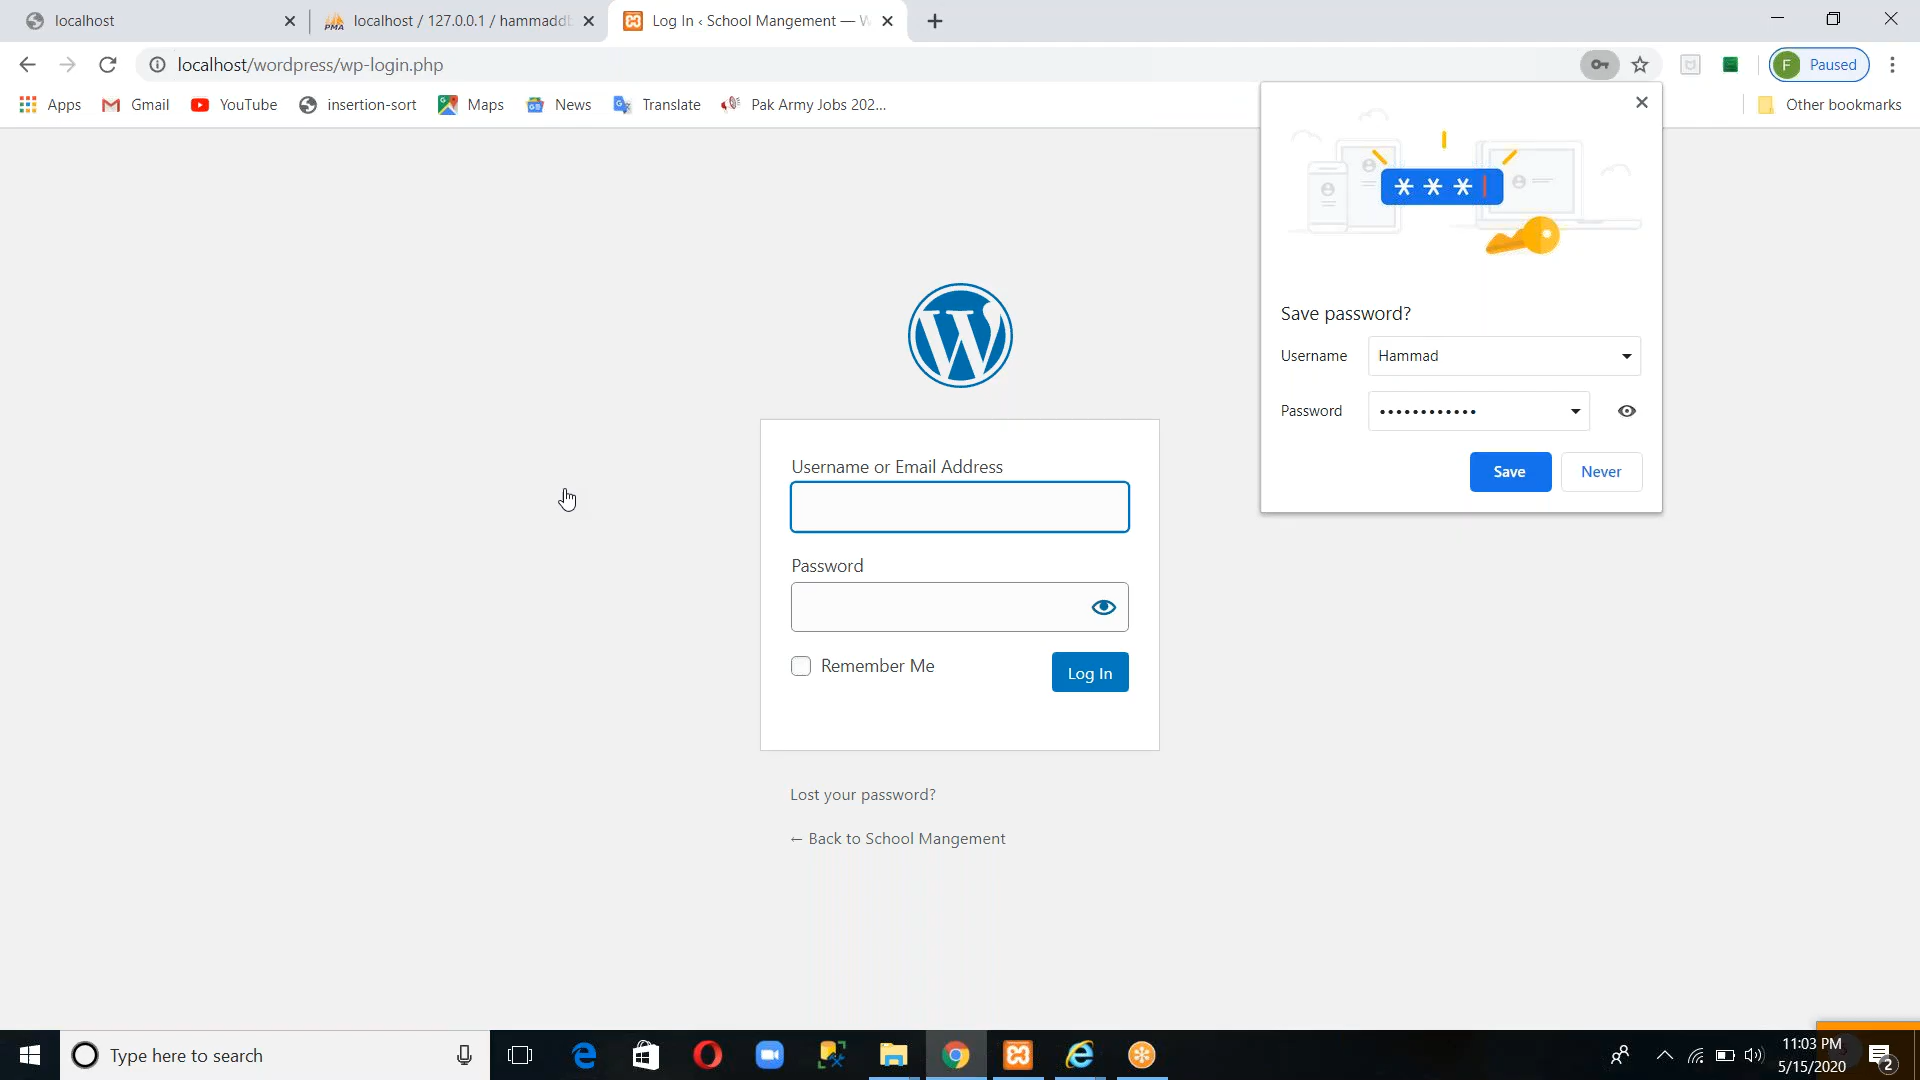 localhost
localhost / 127.0.0.1 / hammaddb
Log In ‹ School Mangement — W
localhost/wordpress/wp-login.php
F Paused
Apps
Gmail
YouTube
insertion-sort
Maps
News
Translate
Pak Army Jobs 202...
Other bookmarks
* * *
Save password?
Username
Hammad
Password
••••••••••••
Save
Never
Username or Email Address
Password
Remember Me
Log In
Lost your password?
← Back to School Mangement
Type here to search
11:03 PM
5/15/2020
2